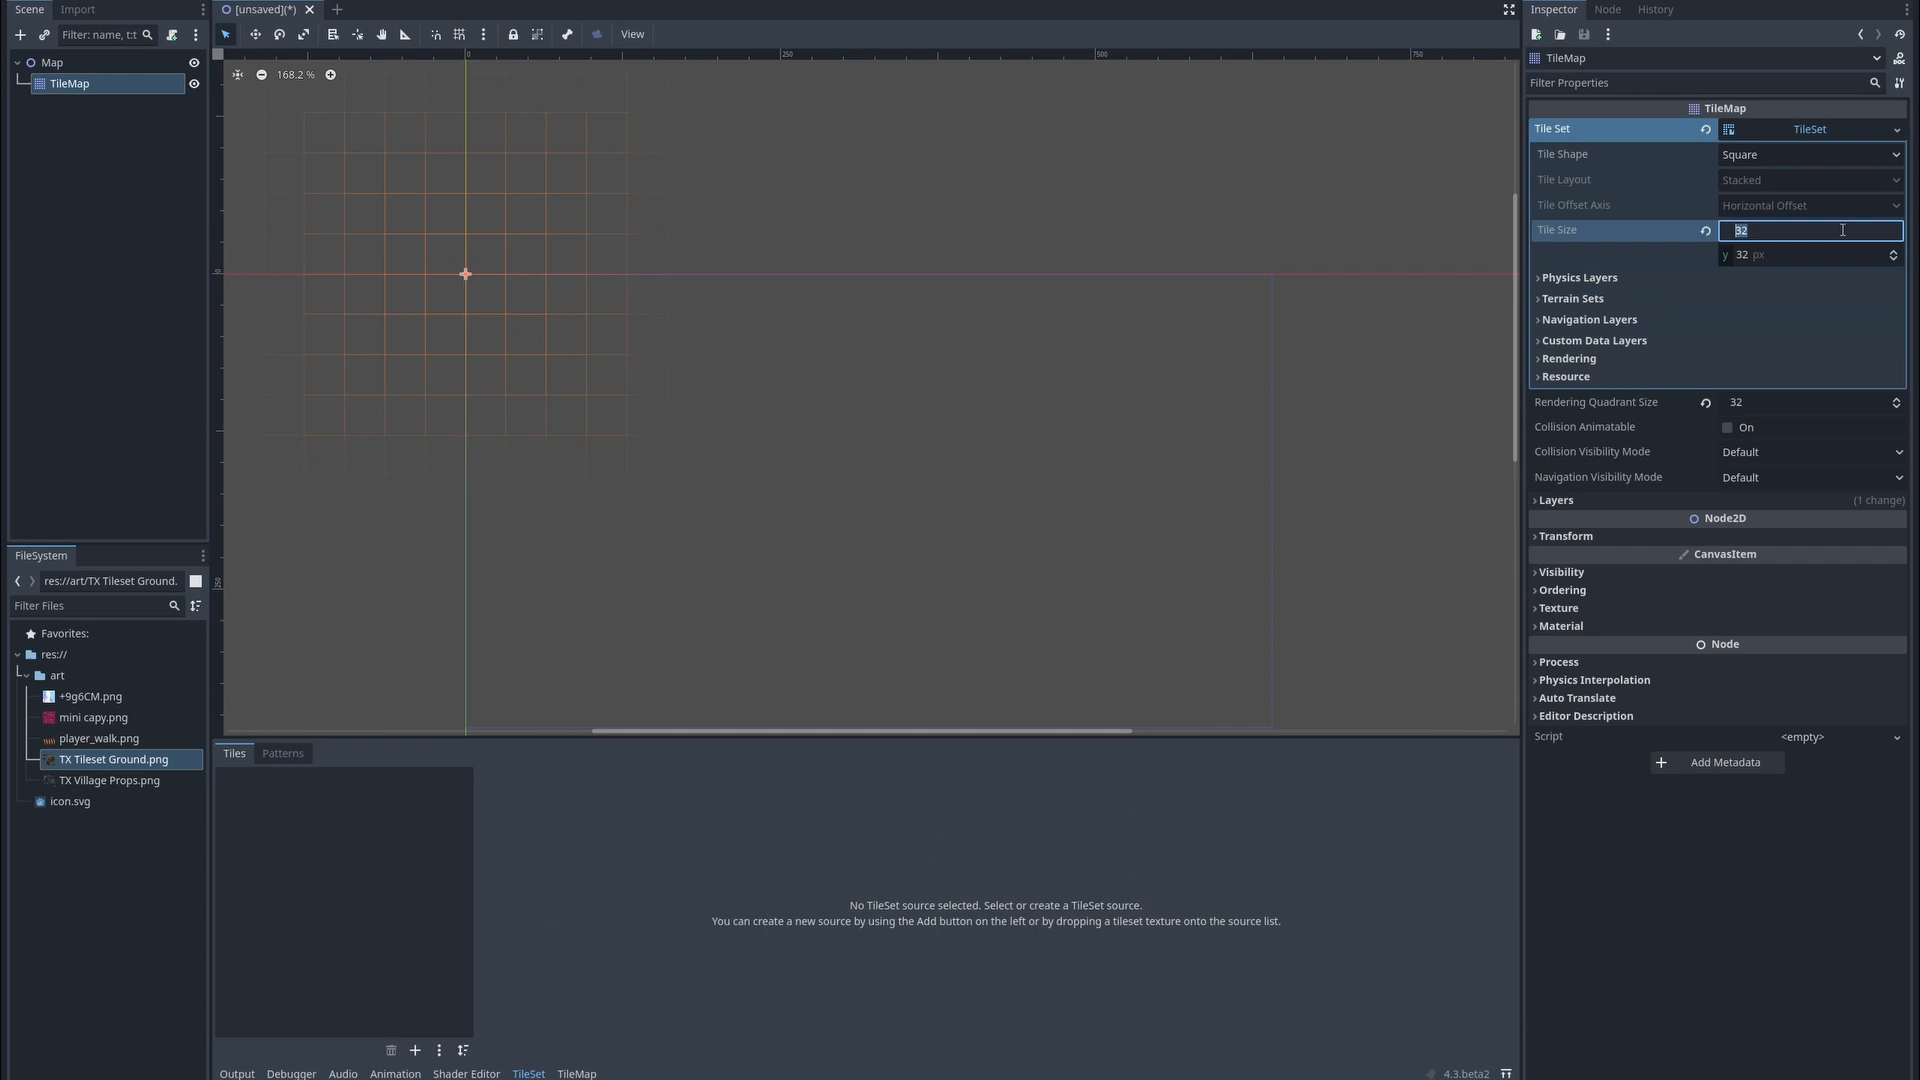 Scene Import
Filter: name, t:t
Map
TileMap
FileSystem
res://art/TX Tileset Ground.
Filter Files
Favorites:
res://
art
+9g6CM.png
mini capy.png
player_walk.png
TX Tileset Ground.png
TX Village Props.png
icon.svg
[unsaved](*)
View
0 250 500 750
168.2 %
0
250
Tiles Patterns
No TileSet source selected. Select or create a TileSet source.
You can create a new source by using the Add button on the left or by dropping a tileset texture onto the source list.
Output Debugger Audio Animation Shader Editor TileSet TileMap 4.3.beta2
Inspector Node History
TileMap
Filter Properties
TileMap
Tile Set TileSet
Tile Shape Square
Tile Layout Stacked
Tile Offset Axis Horizontal Offset
Tile Size 32
y 32 px
Physics Layers
Terrain Sets
Navigation Layers
Custom Data Layers
Rendering
Resource
Rendering Quadrant Size 32
Collision Animatable On
Collision Visibility Mode Default
Navigation Visibility Mode Default
Layers (1 change)
Node2D
Transform
CanvasItem
Visibility
Ordering
Texture
Material
Node
Process
Physics Interpolation
Auto Translate
Editor Description
Script <empty>
Add Metadata